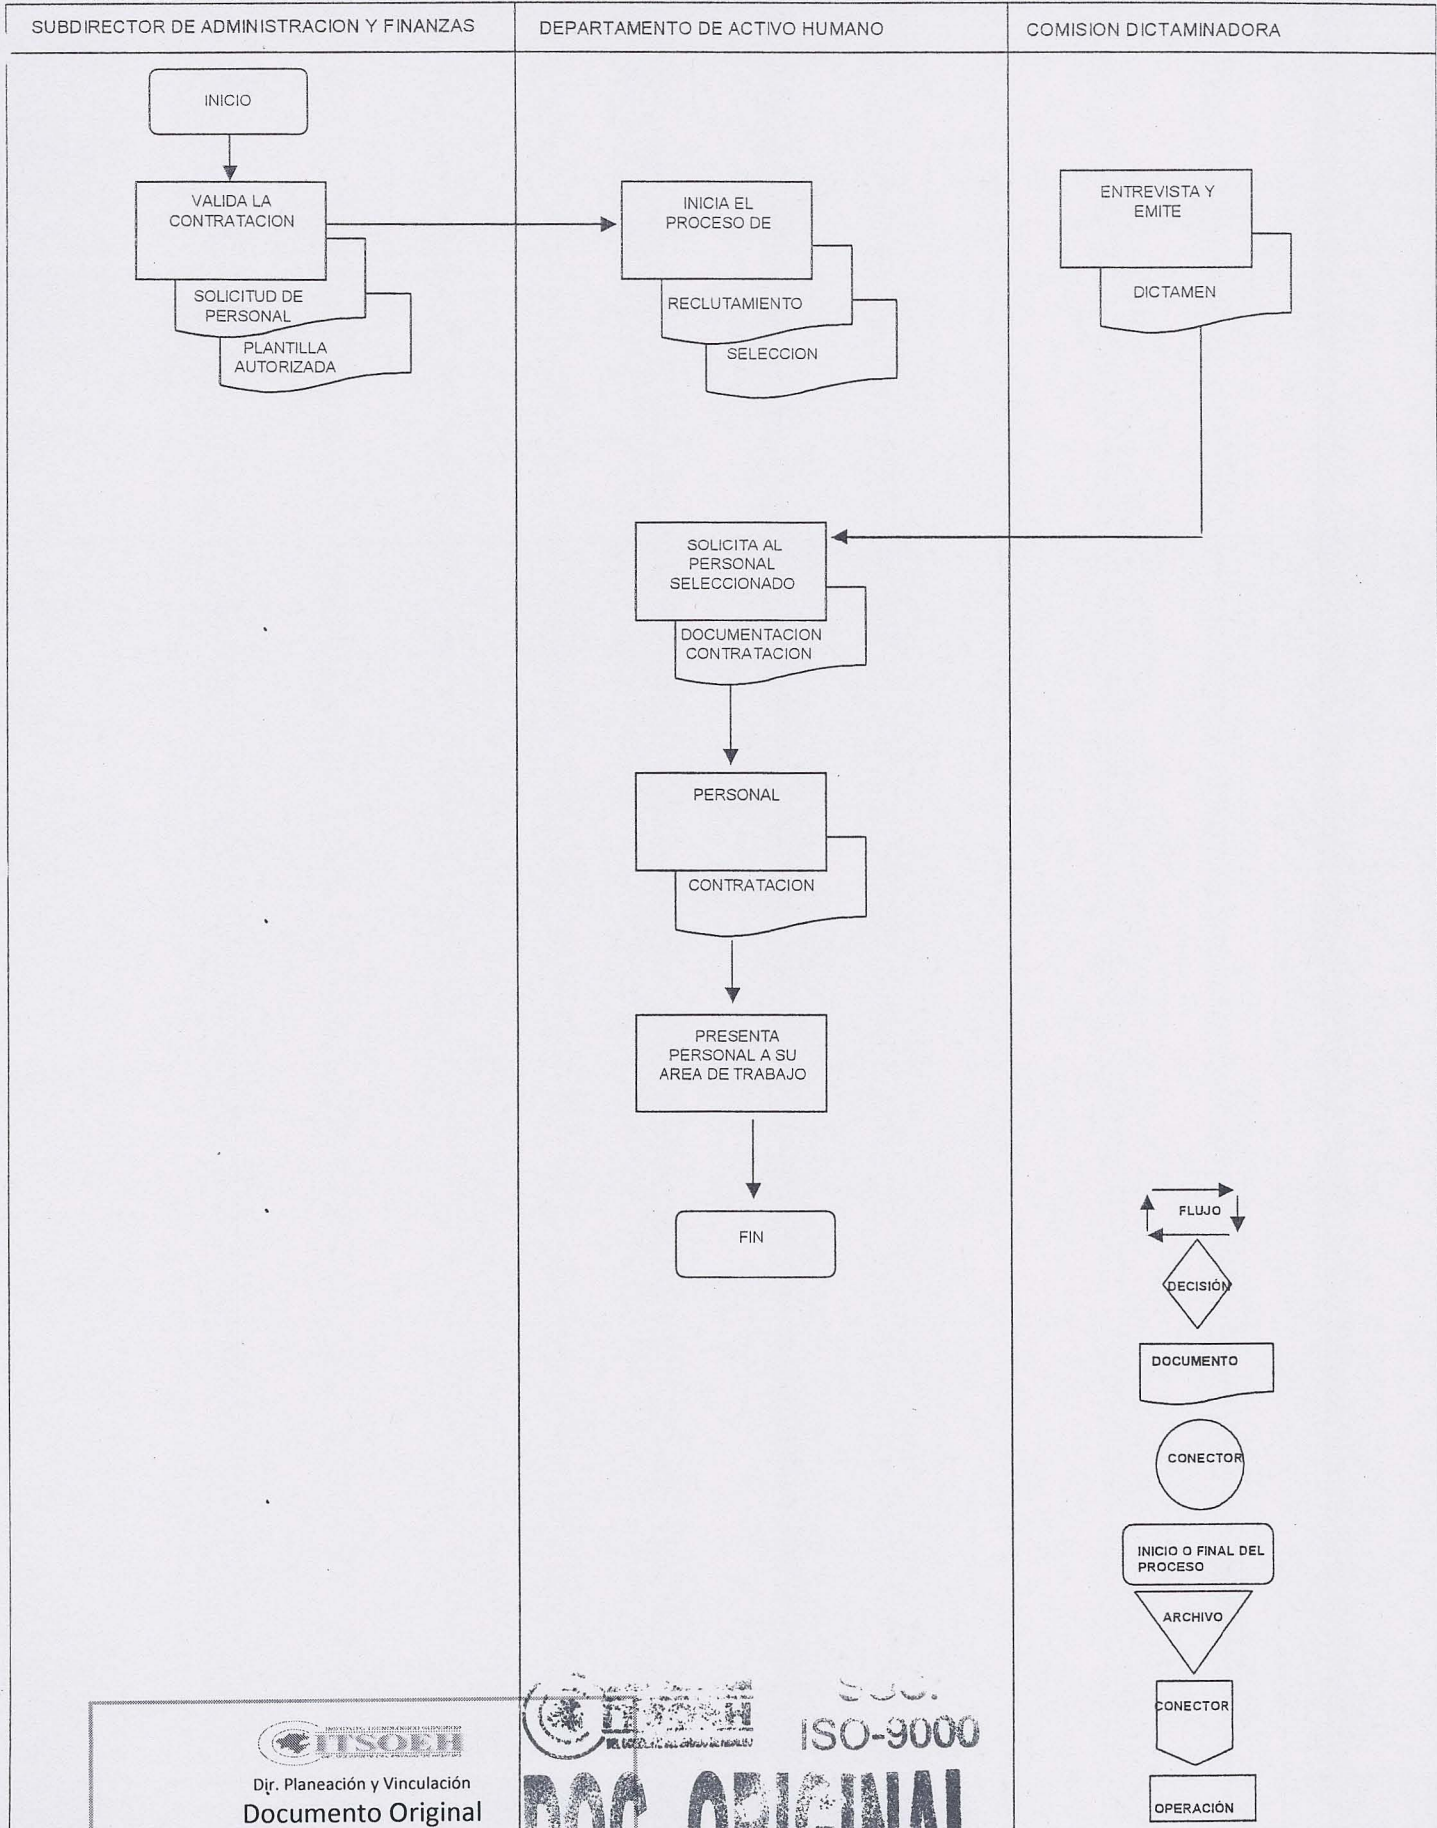 SUBDIRECTOR DE ADMINISTRACION Y FINANZAS
DEPARTAMENTO DE ACTIVO HUMANO
COMISION DICTAMINADORA
INICIO
VALIDA LA
CONTRATACION
SOLICITUD DE
PERSONAL
PLANTILLA
AUTORIZADA
INICIA EL
PROCESO DE
RECLUTAMIENTO
SELECCION
ENTREVISTA Y
EMITE
DICTAMEN
SOLICITA AL
PERSONAL
SELECCIONADO
DOCUMENTACION
CONTRATACION
PERSONAL
CONTRATACION
PRESENTA
PERSONAL A SU
AREA DE TRABAJO
FIN
FLUJO
DECISIÓN
DOCUMENTO
CONECTOR
INICIO O FINAL DEL
PROCESO
ARCHIVO
CONECTOR
OPERACIÓN
ITSOEH
Dir. Planeación y Vinculación
Documento Original
ITSOEH
ISO-9000
DOC. ORIGINAL